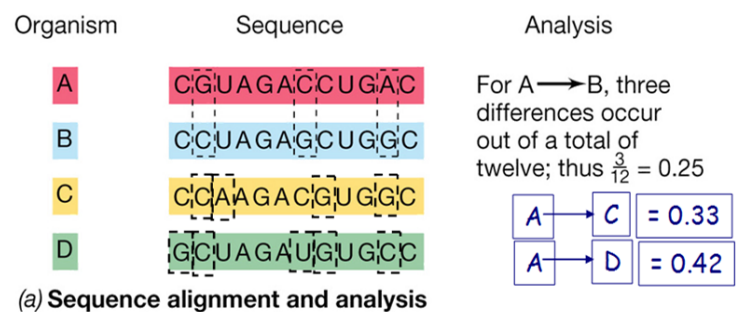 Organism Sequence Analysis
A CGUAGACCUGAC For A→B, three
differences occur
B CCUAGAGCUGGC out of a total of
twelve; thus 3/12 = 0.25
C CCAAGACGUGGC A→C = 0.33
D GCUAGAUGUGCC A→D = 0.42
(a) Sequence alignment and analysis